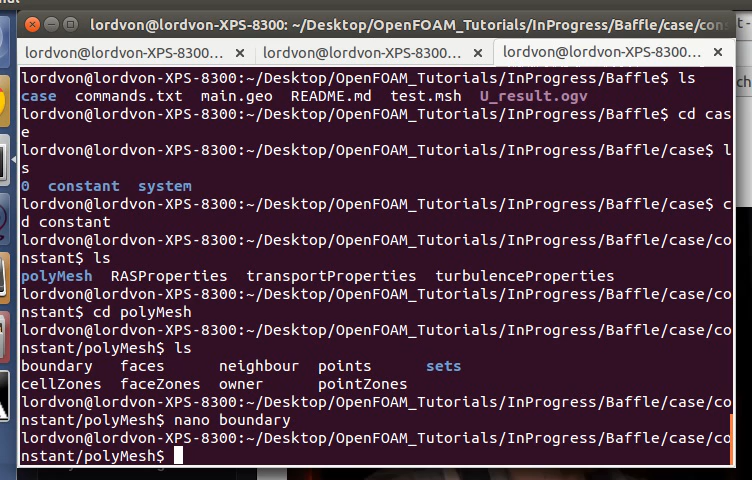 lordvon@lordvon-XPS-8300: ~/Desktop/OpenFOAM_Tutorials/InProgress/Baffle/case/cons
lordvon@lordvon-XPS-8300... × lordvon@lordvon-XPS-8300... × lordvon@lordvon-XPS-8300... ×
lordvon@lordvon-XPS-8300:~/Desktop/OpenFOAM_Tutorials/InProgress/Baffle$ ls
case commands.txt main.geo README.md test.msh U_result.ogv
lordvon@lordvon-XPS-8300:~/Desktop/OpenFOAM_Tutorials/InProgress/Baffle$ cd cas
e
lordvon@lordvon-XPS-8300:~/Desktop/OpenFOAM_Tutorials/InProgress/Baffle/case$ l
s
0 constant system
lordvon@lordvon-XPS-8300:~/Desktop/OpenFOAM_Tutorials/InProgress/Baffle/case$ c
d constant
lordvon@lordvon-XPS-8300:~/Desktop/OpenFOAM_Tutorials/InProgress/Baffle/case/co
nstant$ ls
polyMesh RASProperties transportProperties turbulenceProperties
lordvon@lordvon-XPS-8300:~/Desktop/OpenFOAM_Tutorials/InProgress/Baffle/case/co
nstant$ cd polyMesh
lordvon@lordvon-XPS-8300:~/Desktop/OpenFOAM_Tutorials/InProgress/Baffle/case/co
nstant/polyMesh$ ls
boundary faces neighbour points sets
cellZones faceZones owner pointZones
lordvon@lordvon-XPS-8300:~/Desktop/OpenFOAM_Tutorials/InProgress/Baffle/case/co
nstant/polyMesh$ nano boundary
lordvon@lordvon-XPS-8300:~/Desktop/OpenFOAM_Tutorials/InProgress/Baffle/case/co
nstant/polyMesh$